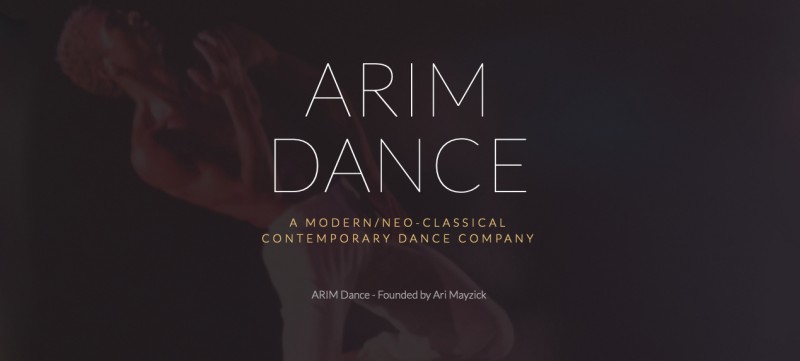 ARIM
DANCE
A MODERN/NEO-CLASSICAL
CONTEMPORARY DANCE COMPANY
ARIM Dance - Founded by Ari Mayzick